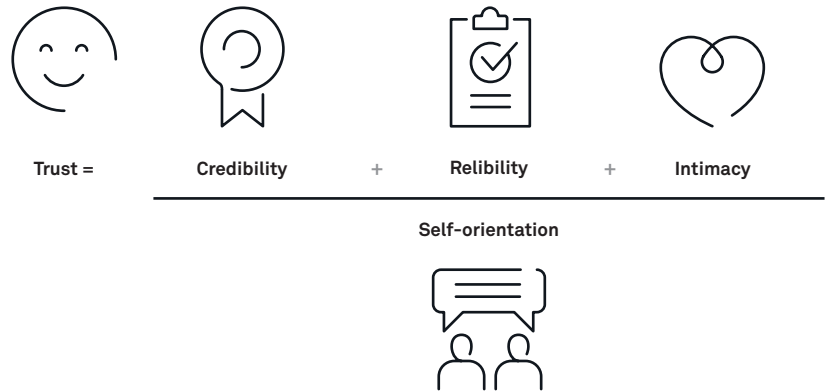 Trust = Credibility + Relibility + Intimacy
Self-orientation